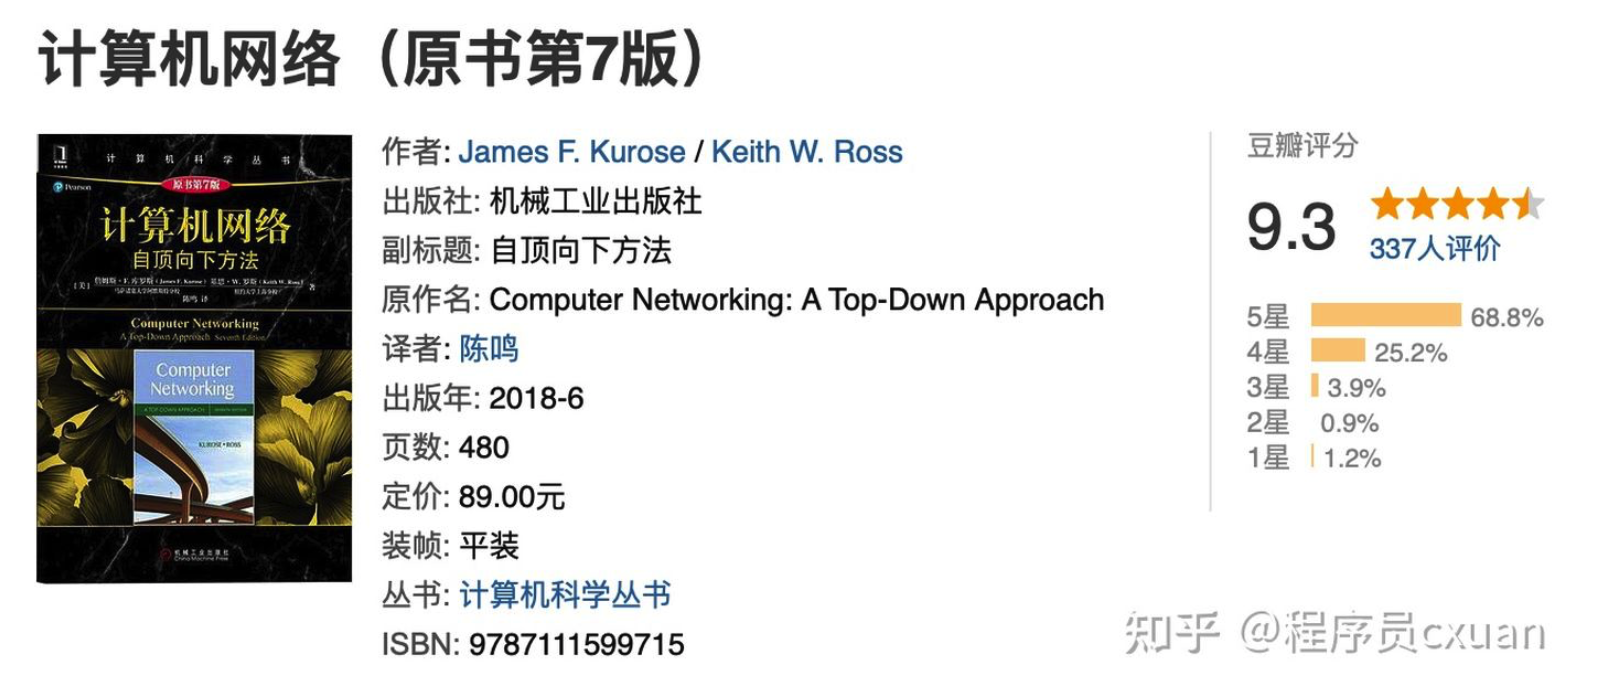 计算机网络（原书第7版）
计算机科学丛书
Pearson
原书第7版
计算机网络
自顶向下方法
[美] 詹姆斯·F. 库罗斯 (James F. Kurose) 基思·W. 罗斯 (Keith W. Ross) 著
陈鸣 译
Computer Networking
A Top-Down Approach Seventh Edition
Computer
Networking
A TOP-DOWN APPROACH SEVENTH EDITION
KUROSE • ROSS
机械工业出版社
China Machine Press
作者: James F. Kurose / Keith W. Ross
出版社: 机械工业出版社
副标题: 自顶向下方法
原作名: Computer Networking: A Top-Down Approach
译者: 陈鸣
出版年: 2018-6
页数: 480
定价: 89.00元
装帧: 平装
丛书: 计算机科学丛书
ISBN: 9787111599715
豆瓣评分
9.3
337人评价
5星 68.8%
4星 25.2%
3星 3.9%
2星 0.9%
1星 1.2%
知乎 @程序员cxuan